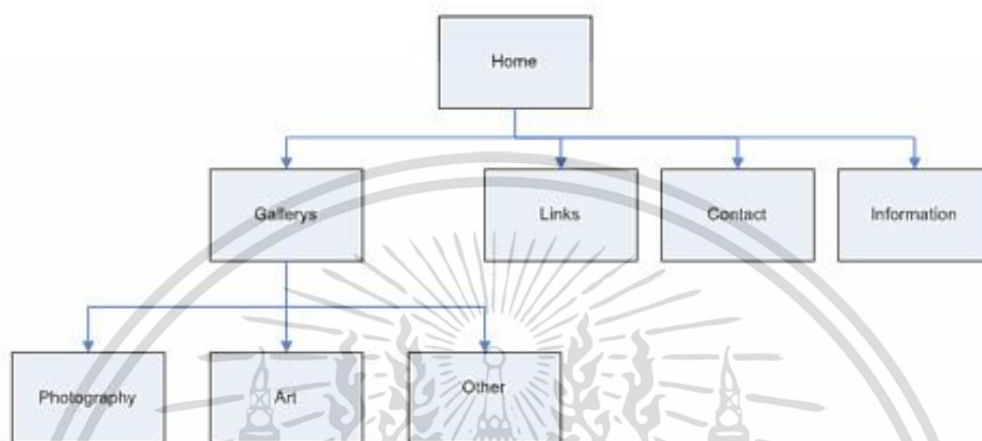 Home
Gallerys
Links
Contact
Information
Photography
Art
Other